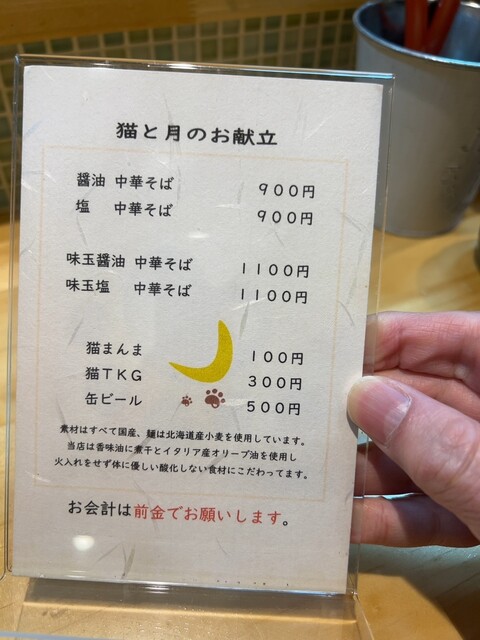 猫と月のお献立
醤油 中華そば ９００円
塩 中華そば ９００円
味玉醤油 中華そば １１００円
味玉塩 中華そば １１００円
猫まんま １００円
猫ＴＫＧ ３００円
缶ビール ５００円
素材はすべて国産、麺は北海道産小麦を使用しています。
当店は香味油に煮干とイタリア産オリーブ油を使用し
火入れをせず体に優しい酸化しない食材にこだわってます。
お会計は前金でお願いします。